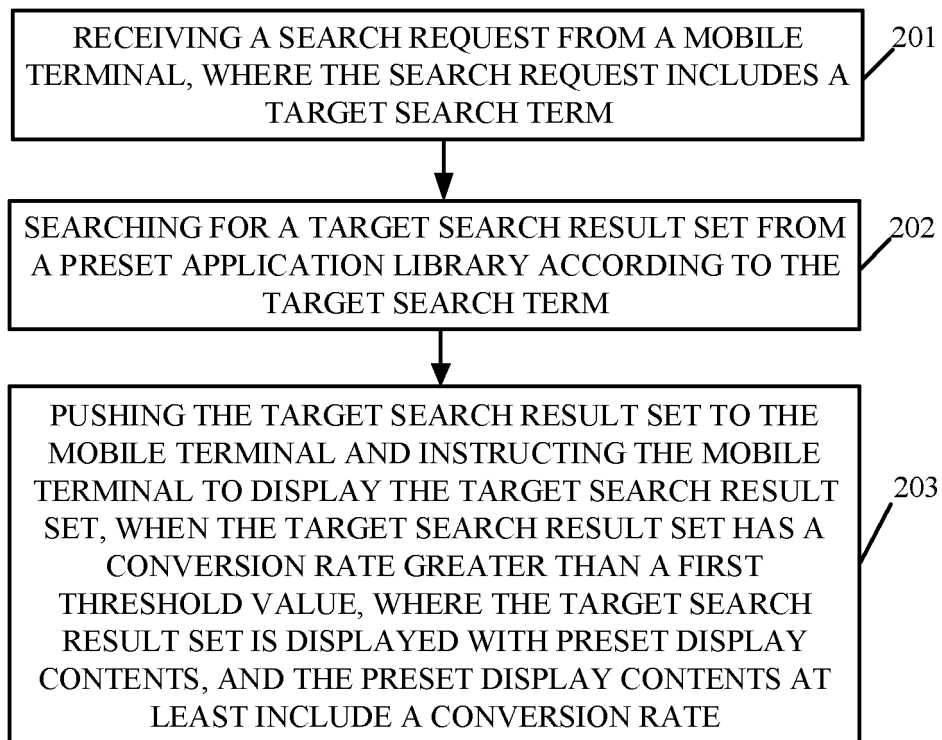 RECEIVING A SEARCH REQUEST FROM A MOBILE
TERMINAL, WHERE THE SEARCH REQUEST INCLUDES A
TARGET SEARCH TERM
201
SEARCHING FOR A TARGET SEARCH RESULT SET FROM
A PRESET APPLICATION LIBRARY ACCORDING TO THE
TARGET SEARCH TERM
202
PUSHING THE TARGET SEARCH RESULT SET TO THE
MOBILE TERMINAL AND INSTRUCTING THE MOBILE
TERMINAL TO DISPLAY THE TARGET SEARCH RESULT
SET, WHEN THE TARGET SEARCH RESULT SET HAS A
CONVERSION RATE GREATER THAN A FIRST
THRESHOLD VALUE, WHERE THE TARGET SEARCH
RESULT SET IS DISPLAYED WITH PRESET DISPLAY
CONTENTS, AND THE PRESET DISPLAY CONTENTS AT
LEAST INCLUDE A CONVERSION RATE
203